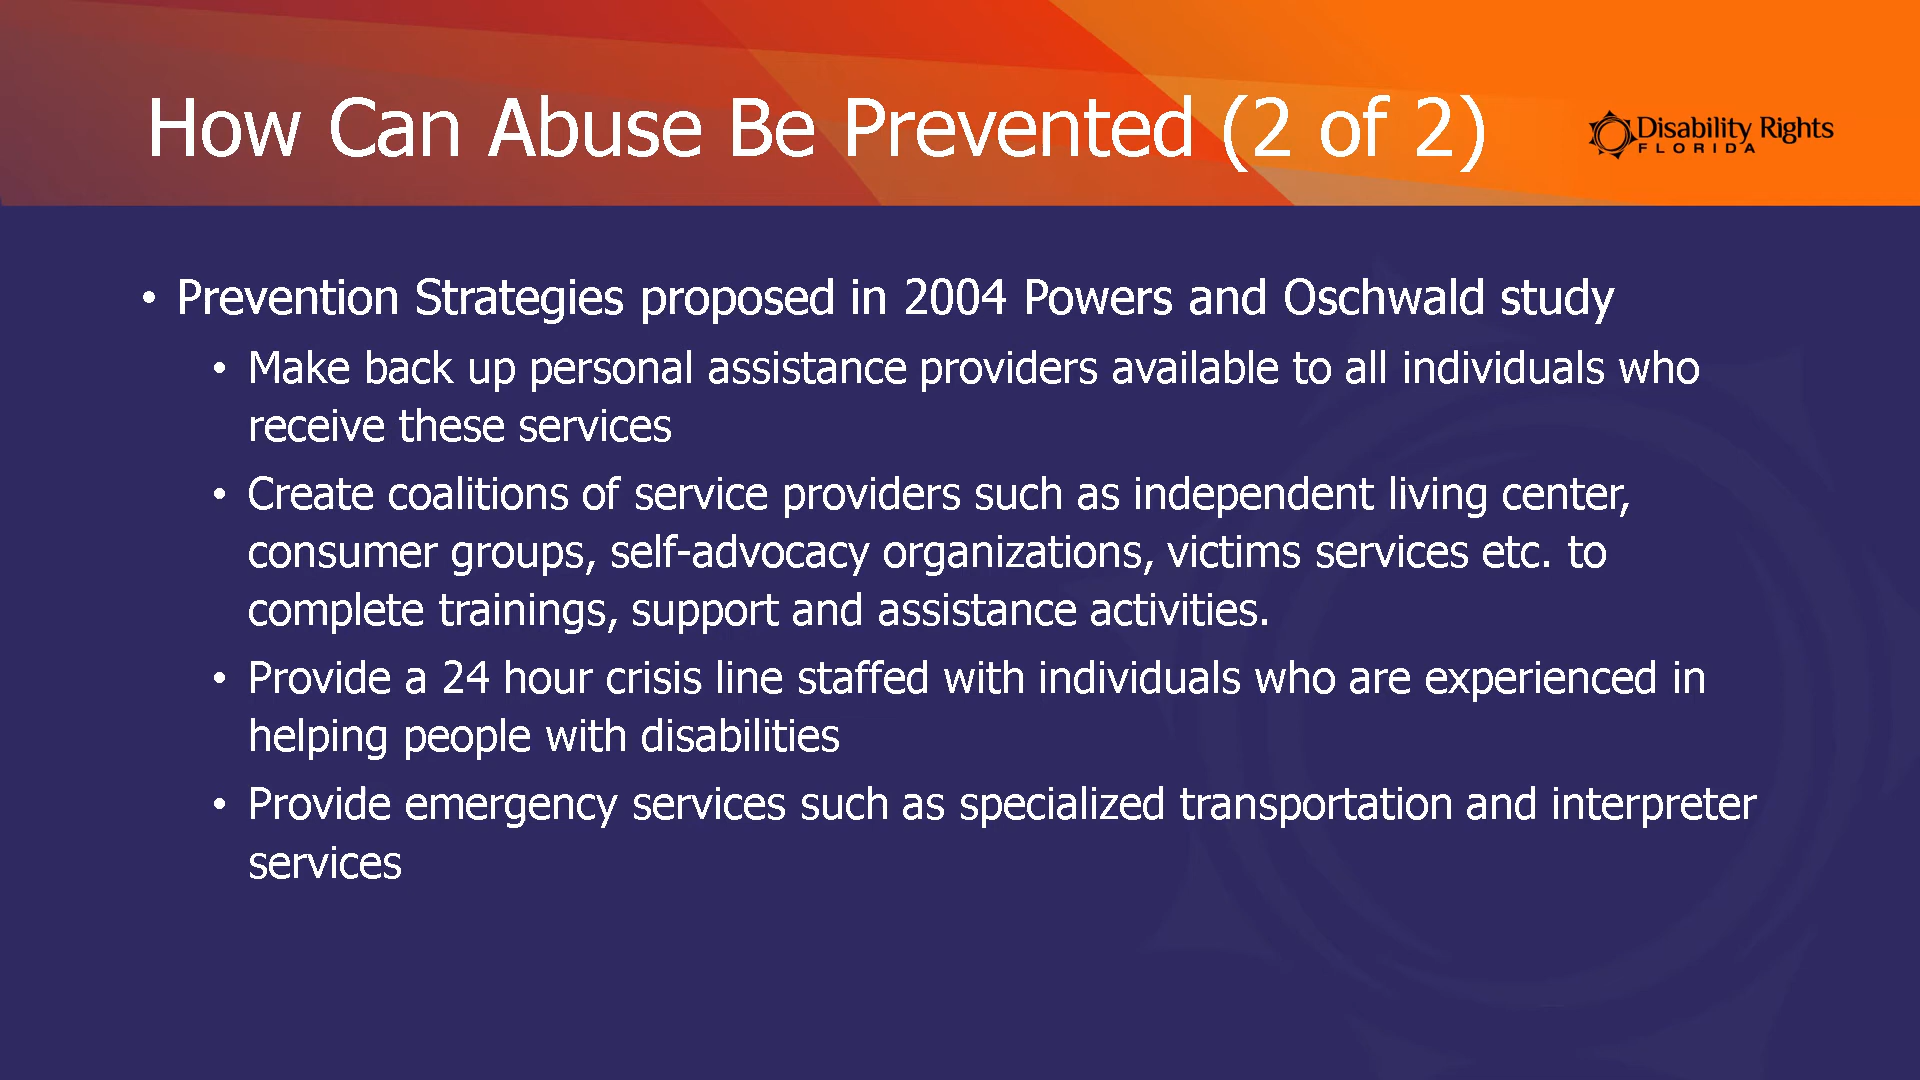 How Can Abuse Be Prevented (2 of 2)
Disability Rights
FLORIDA
• Prevention Strategies proposed in 2004 Powers and Oschwald study
• Make back up personal assistance providers available to all individuals who
receive these services
• Create coalitions of service providers such as independent living center,
consumer groups, self-advocacy organizations, victims services etc. to
complete trainings, support and assistance activities.
• Provide a 24 hour crisis line staffed with individuals who are experienced in
helping people with disabilities
• Provide emergency services such as specialized transportation and interpreter
services